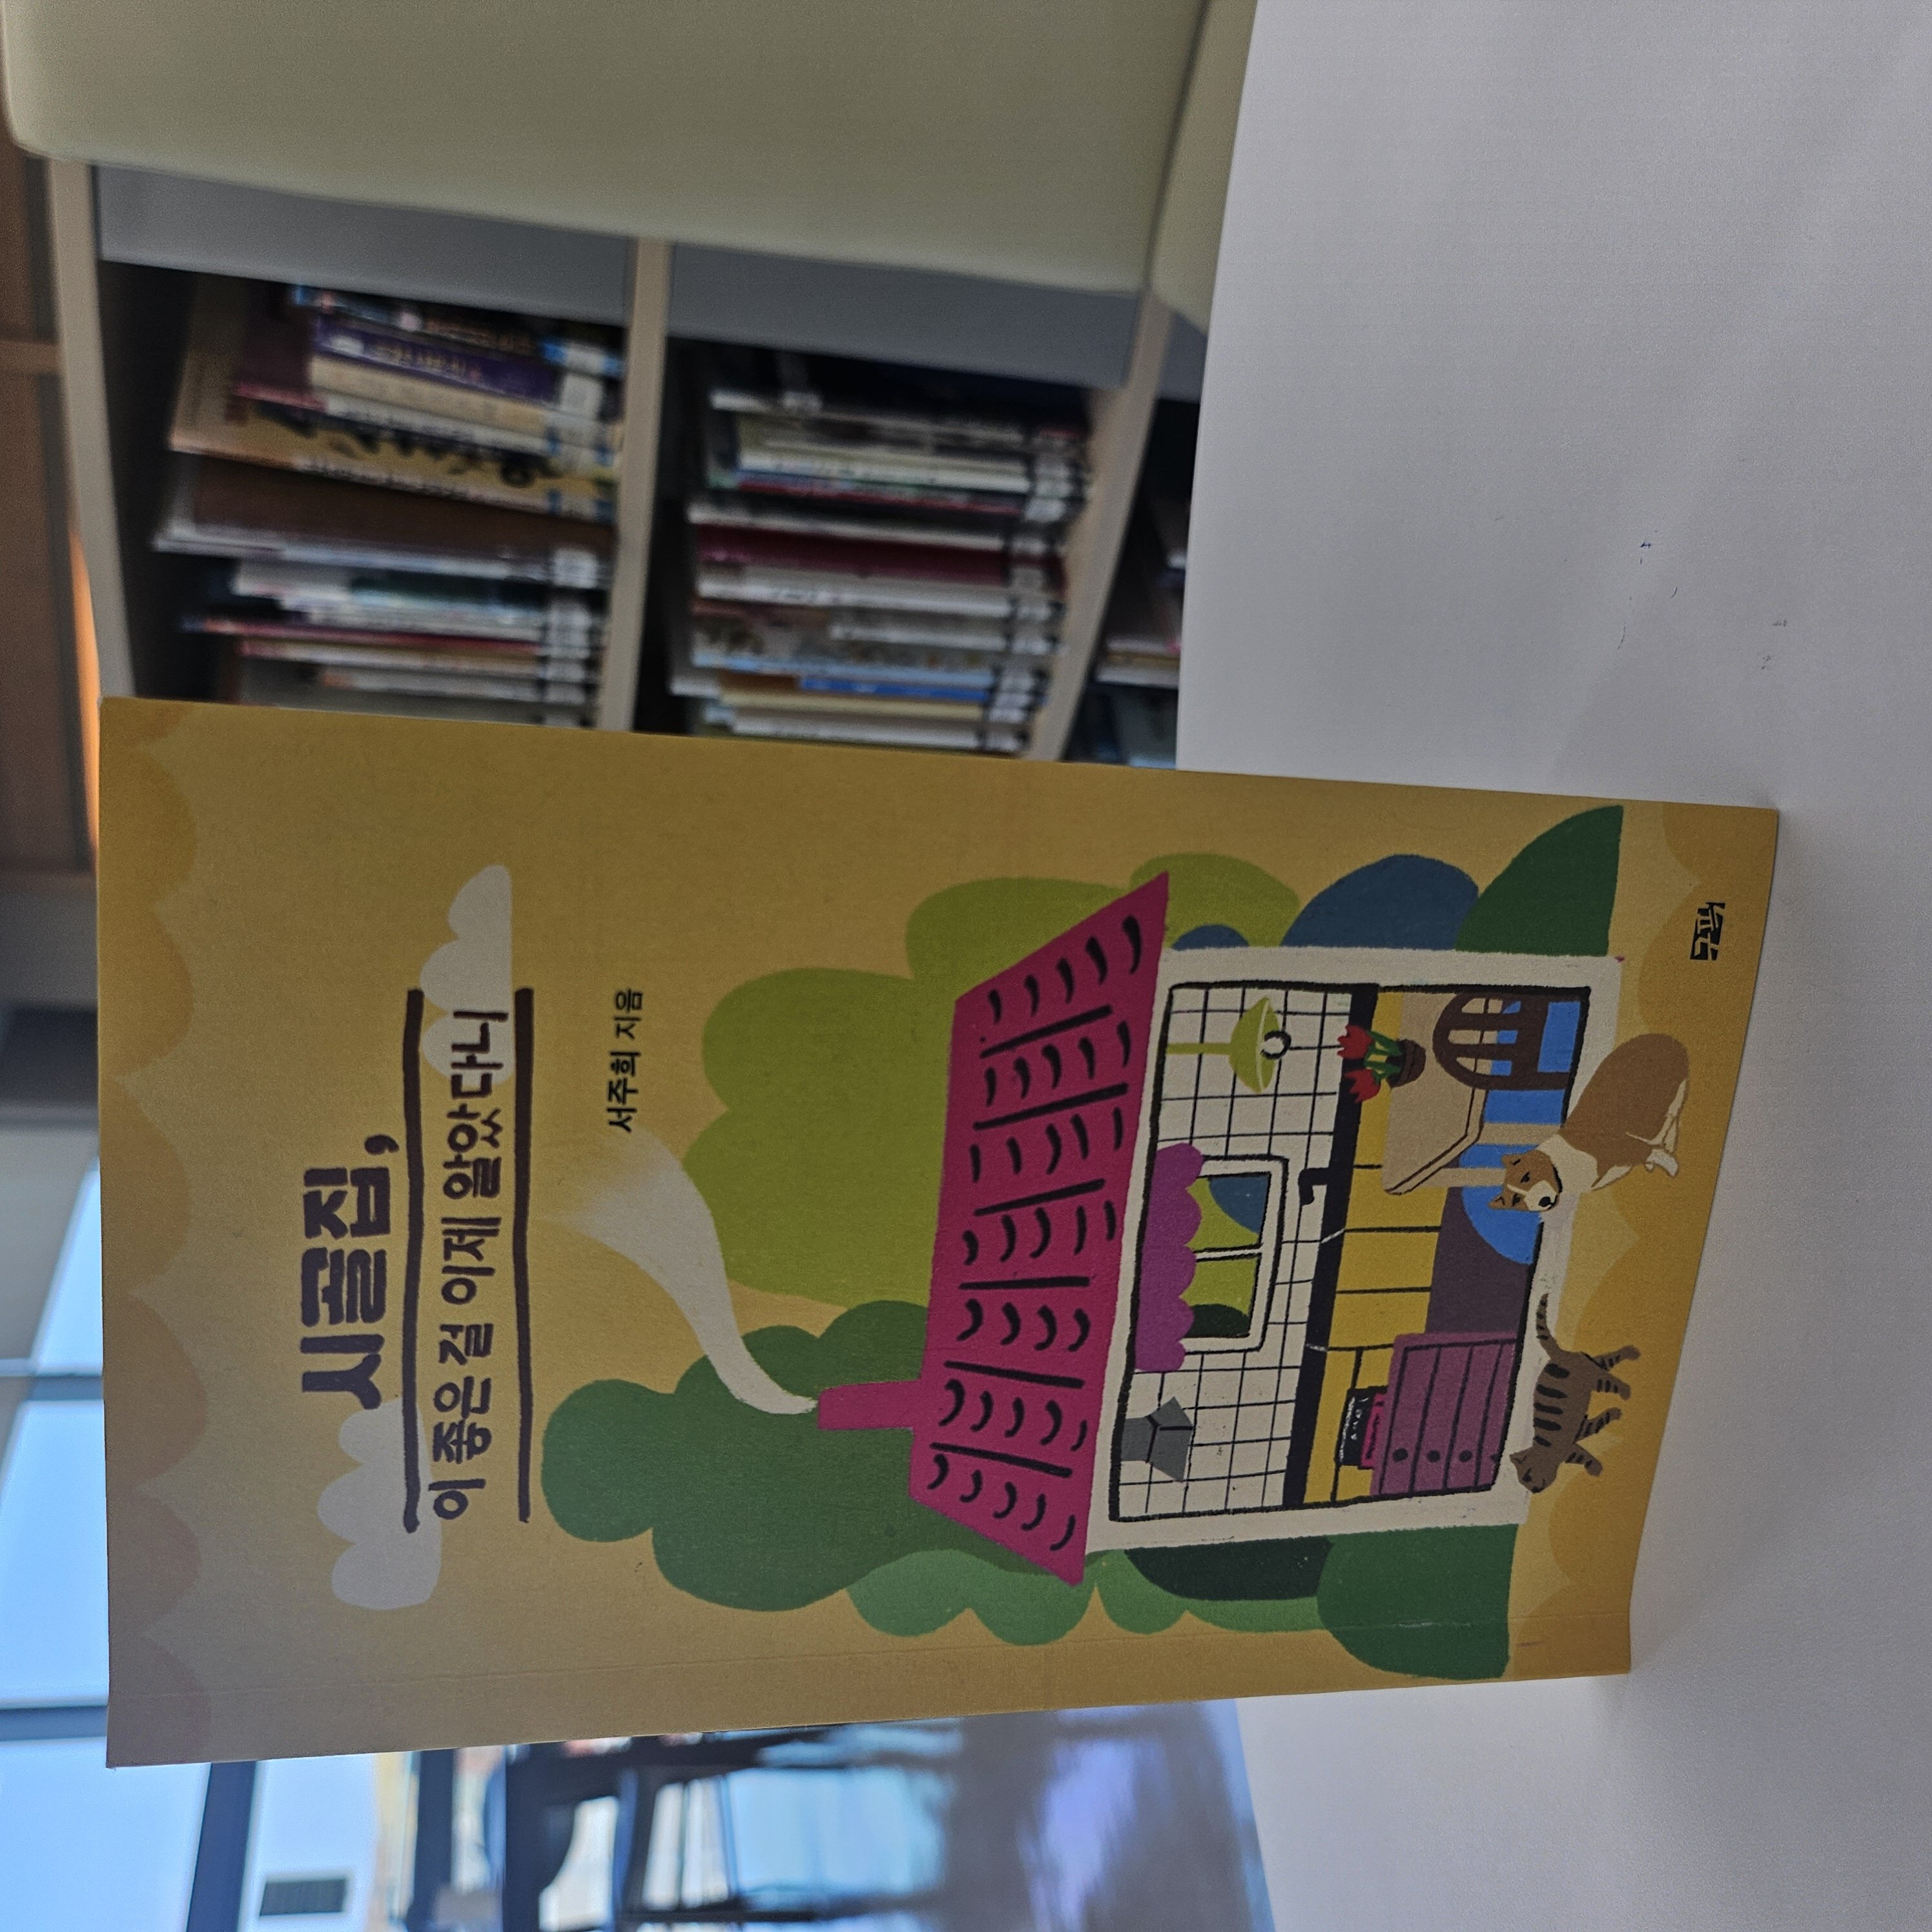 시골집,
이 좋은 걸 이제 알았다니
서주희 지음